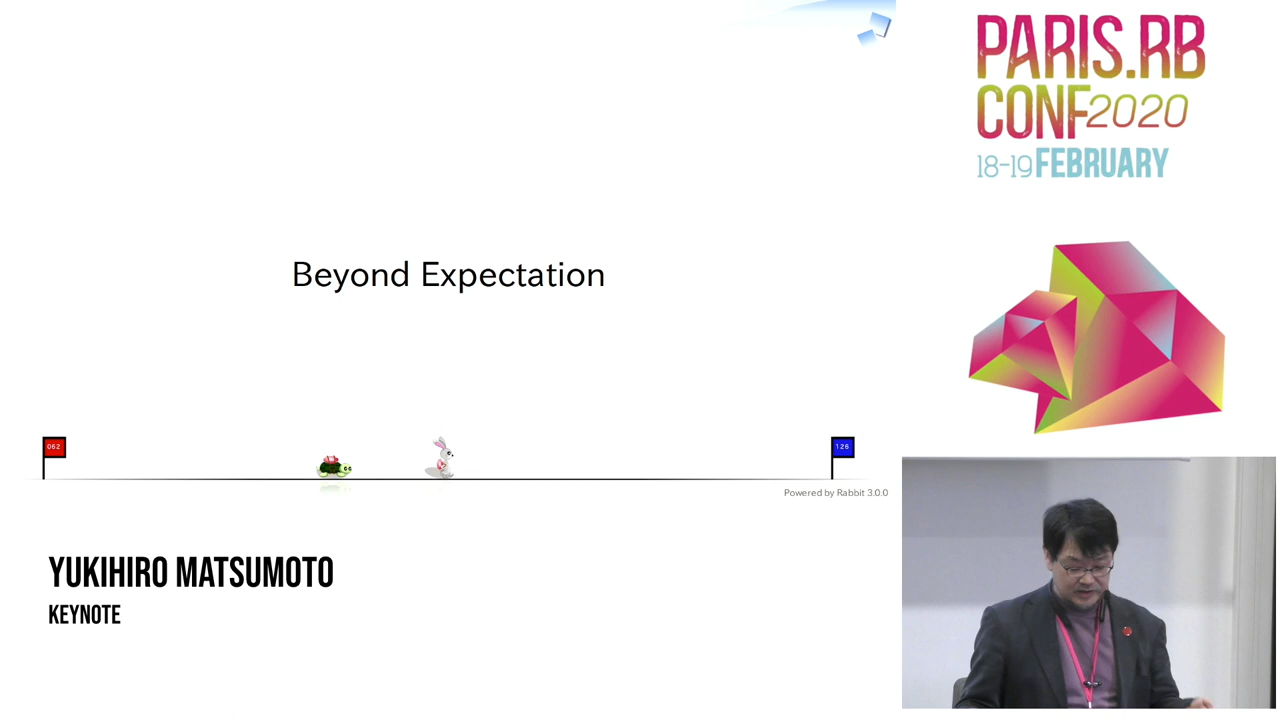 PARIS.RB
CONF2020
18-19 FEBRUARY
Beyond Expectation
062
126
Powered by Rabbit 3.0.0
YUKIHIRO MATSUMOTO
KEYNOTE